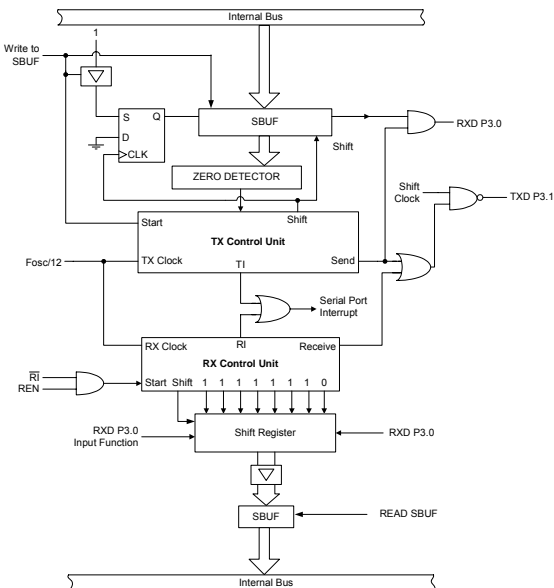 Internal Bus
1
Write to
SBUF
S
Q
D
CLK
SBUF
RXD P3.0
Shift
ZERO DETECTOR
Shift
Clock
TXD P3.1
Start
Shift
TX Control Unit
Fosc/12
TX Clock
TI
Send
Serial Port
Interrupt
RX Clock
RI
Receive
RX Control Unit
RI
REN
Start Shift 1 1 1 1 1 1 1 0
RXD P3.0
Input Function
Shift Register
RXD P3.0
SBUF
READ SBUF
Internal Bus